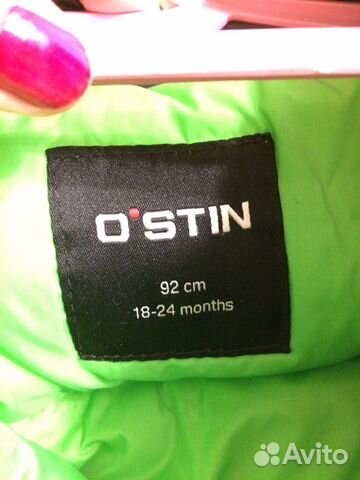 O'STIN
92 cm
18-24 months
Avito